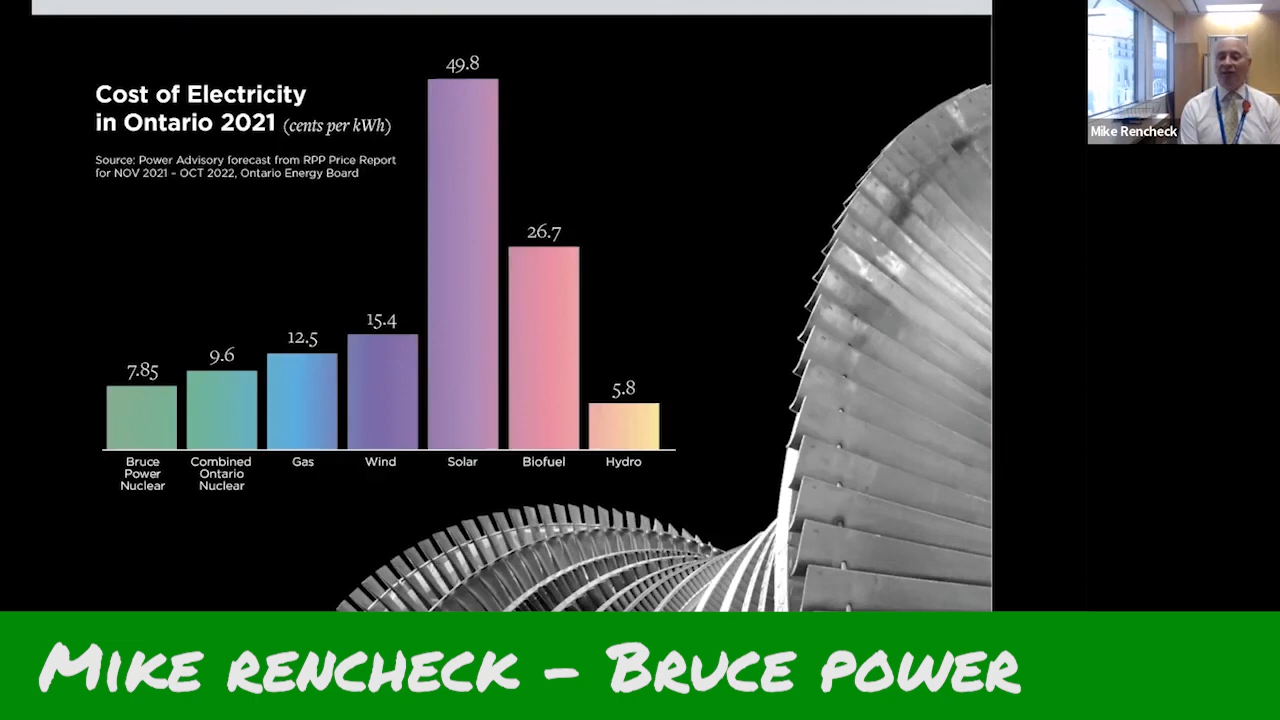 Cost of Electricity
in Ontario 2021 (cents per kWh)
Source: Power Advisory forecast from RPP Price Report
for NOV 2021 – OCT 2022, Ontario Energy Board
7.85
9.6
12.5
15.4
49.8
26.7
5.8
Bruce
Power
Nuclear
Combined
Ontario
Nuclear
Gas
Wind
Solar
Biofuel
Hydro
Mike Rencheck
Mike rencheck – Bruce power